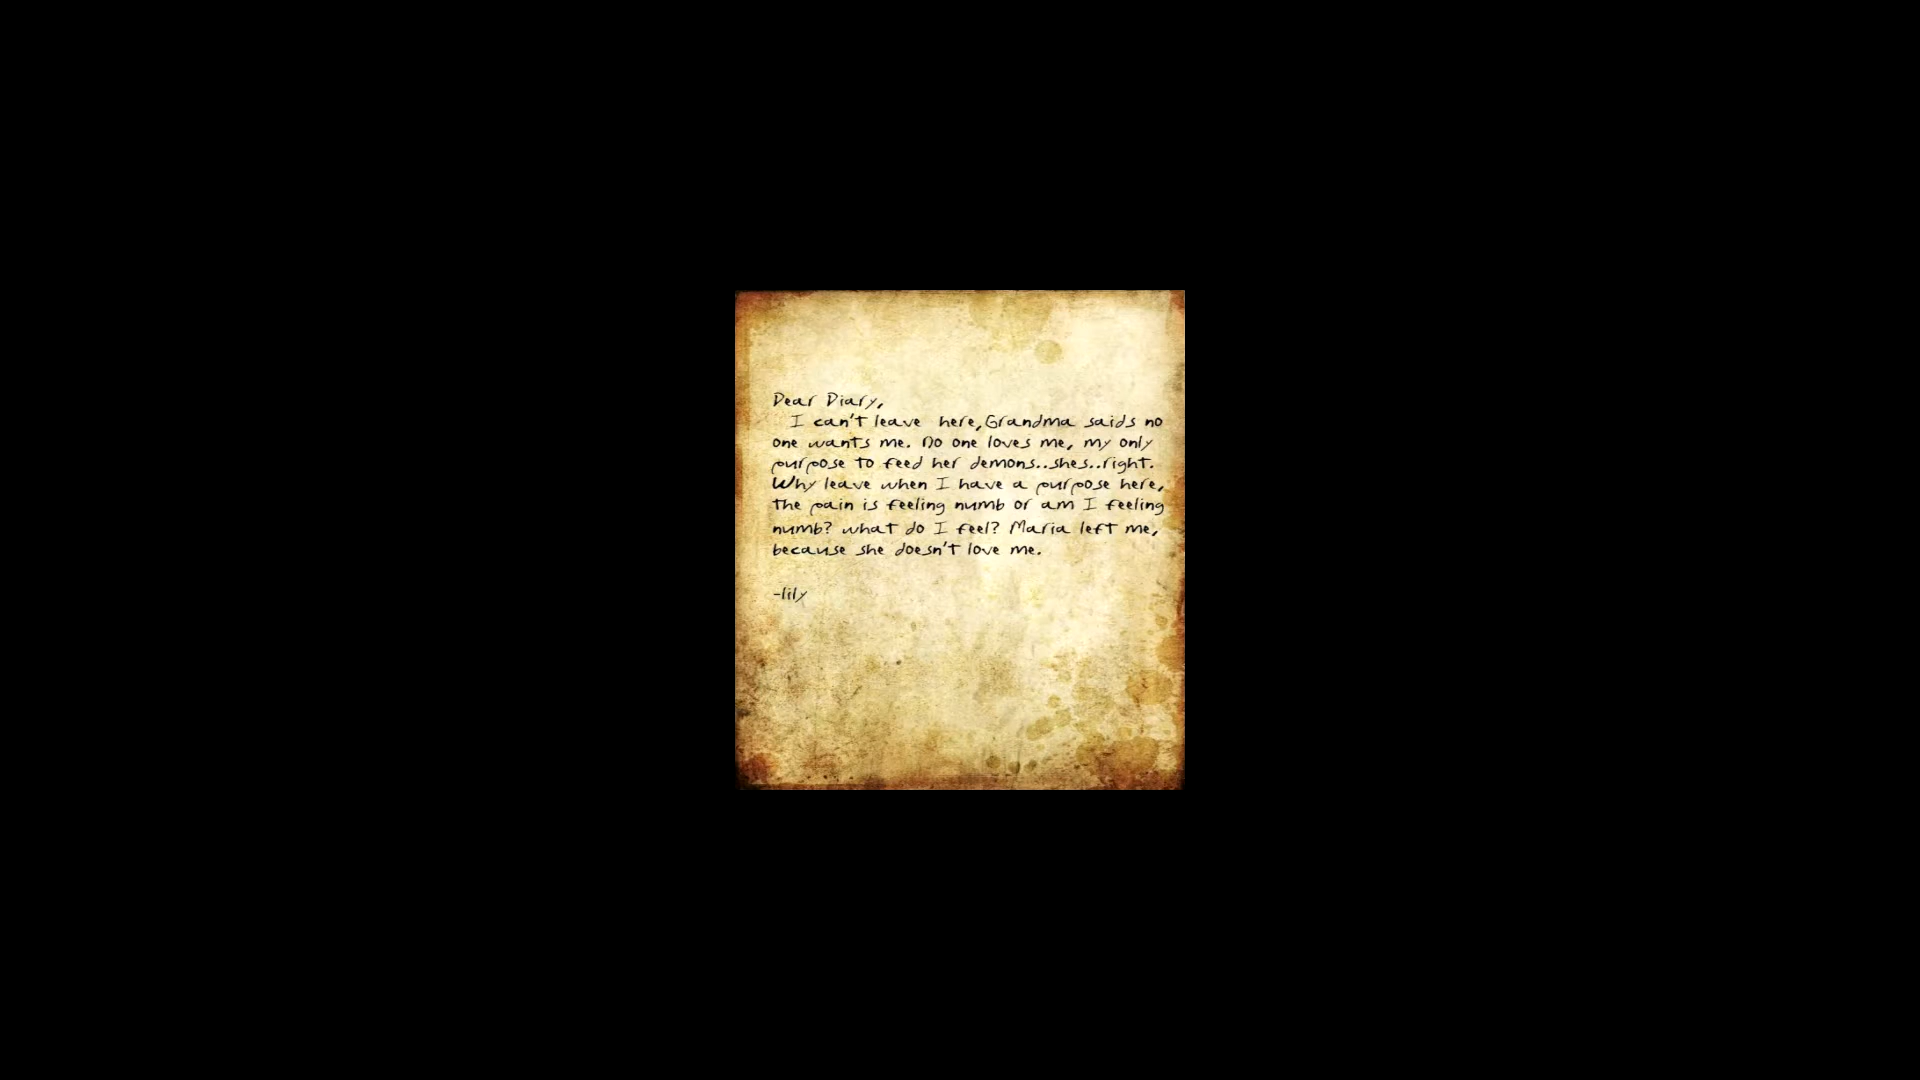 Dear Diary,
I can't leave here,Grandma saids no
one wants me. No one loves me, my only
purpose to feed her demons..shes..right.
Why leave when I have a purpose here,
the pain is feeling numb or am I feeling
numb? what do I feel? Maria left me,
because she doesn't love me.
-lily